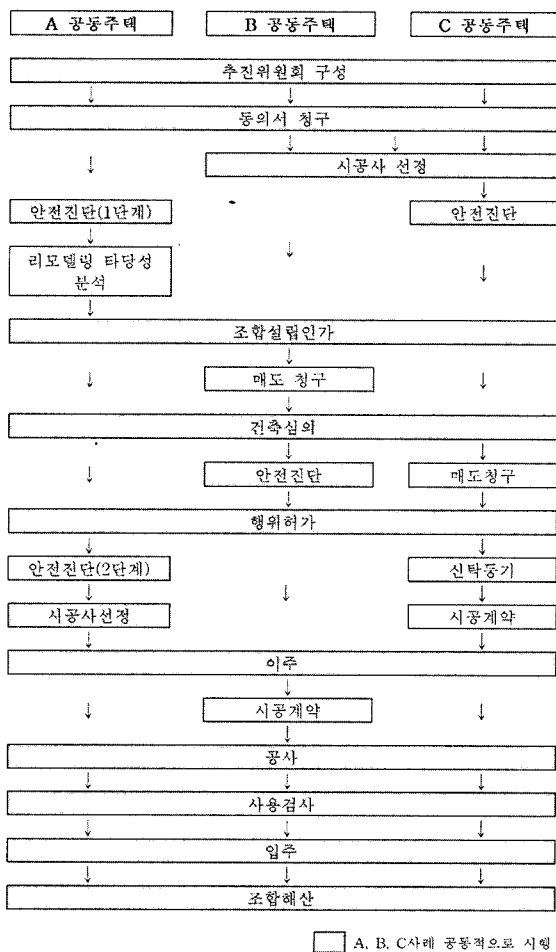 A 공동주택 B 공동주택 C 공동주택
추진위원회 구성
동의서 청구
시공사 선정
안전진단(1단계) 안전진단
리모델링 타당성
분석
조합설립인가
매도 청구
건축심의
안전진단 매도청구
행위허가
안전진단(2단계) 신탁등기
시공사선정 시공계약
이주
시공계약
공사
사용검사
입주
조합해산
A, B, C사례 공동적으로 시행